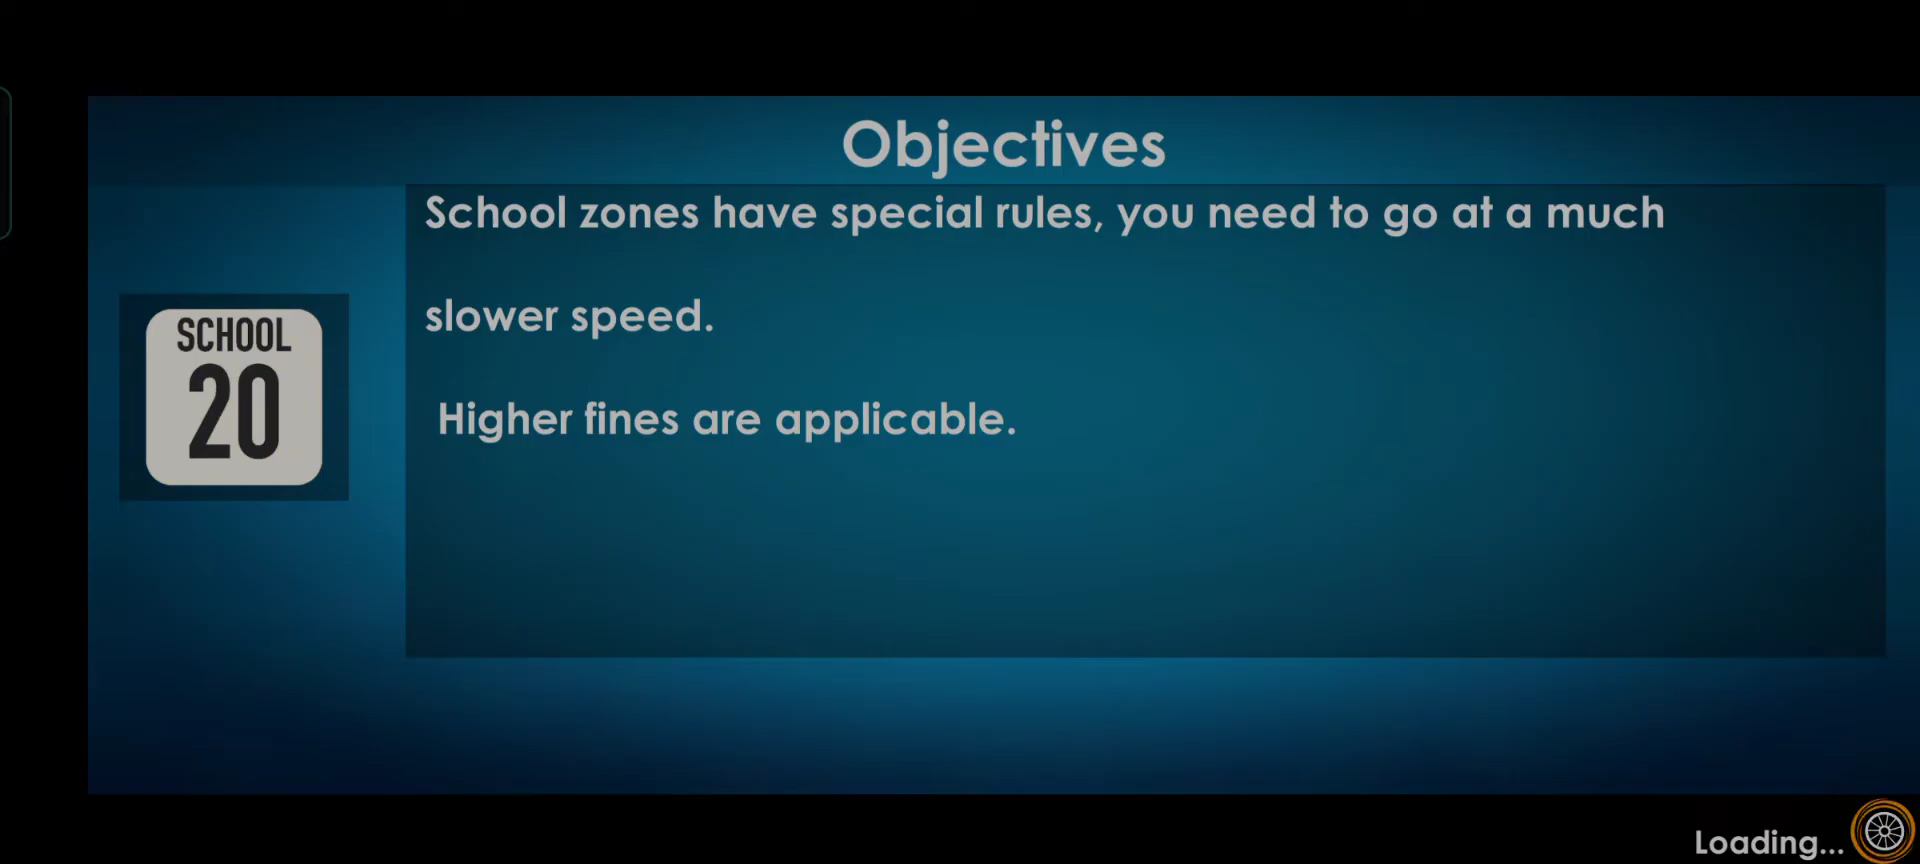 Objectives
School zones have special rules, you need to go at a much
slower speed.
Higher fines are applicable.
SCHOOL
20
Loading...